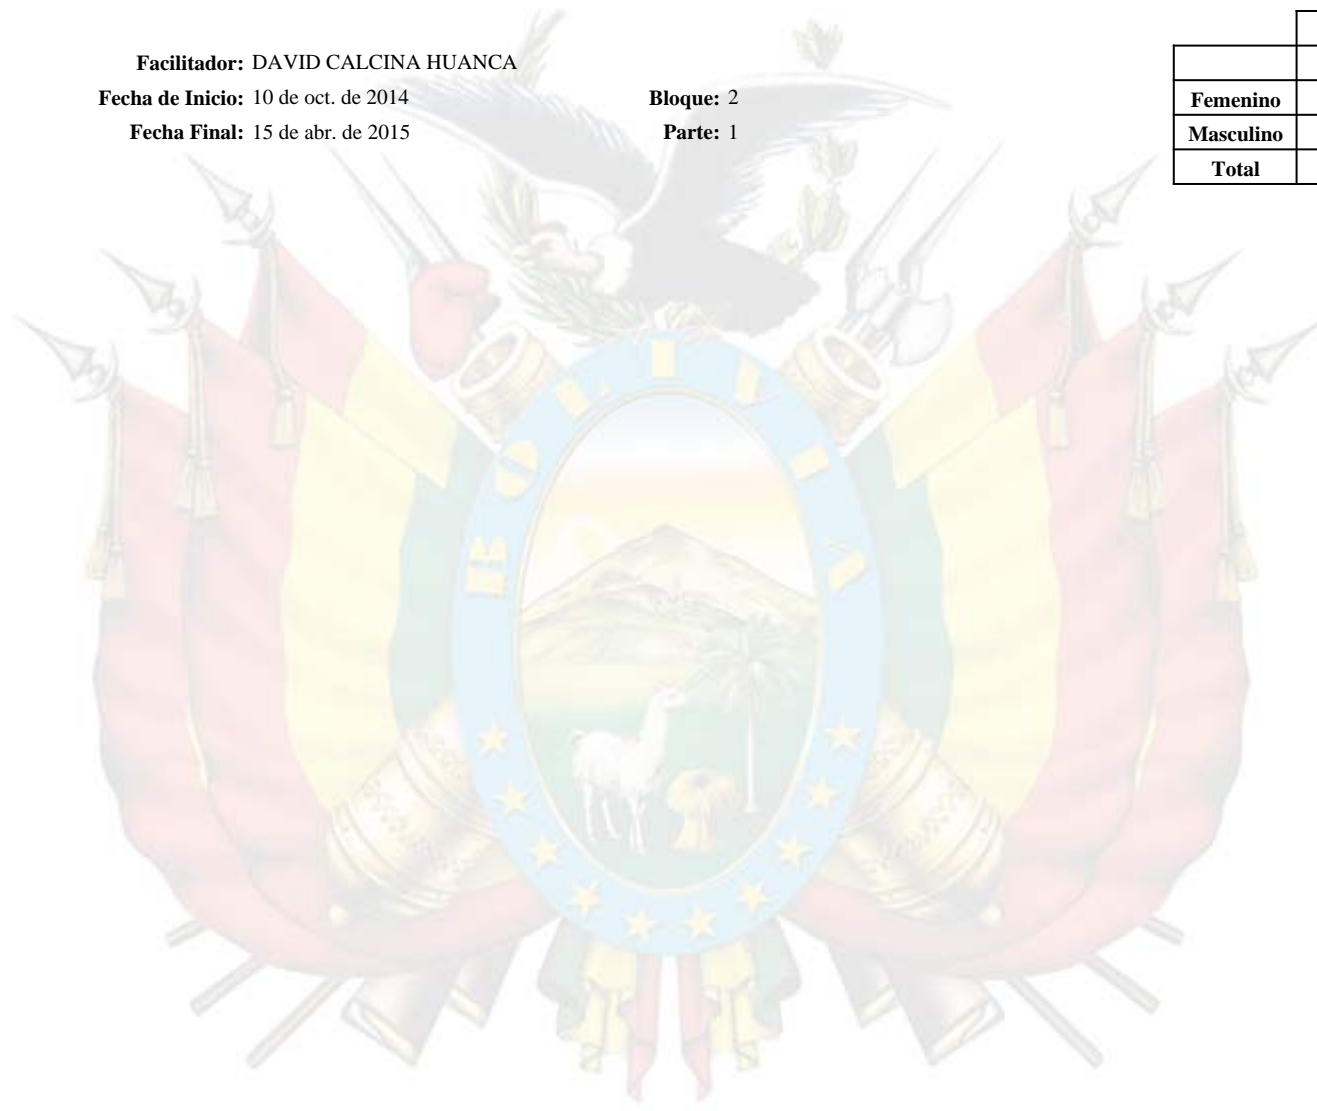 Facilitador: DAVID CALCINA HUANCA
Fecha de Inicio: 10 de oct. de 2014 Bloque: 2
Fecha Final: 15 de abr. de 2015 Parte: 1
Femenino
Masculino
Total
BOLIVIA